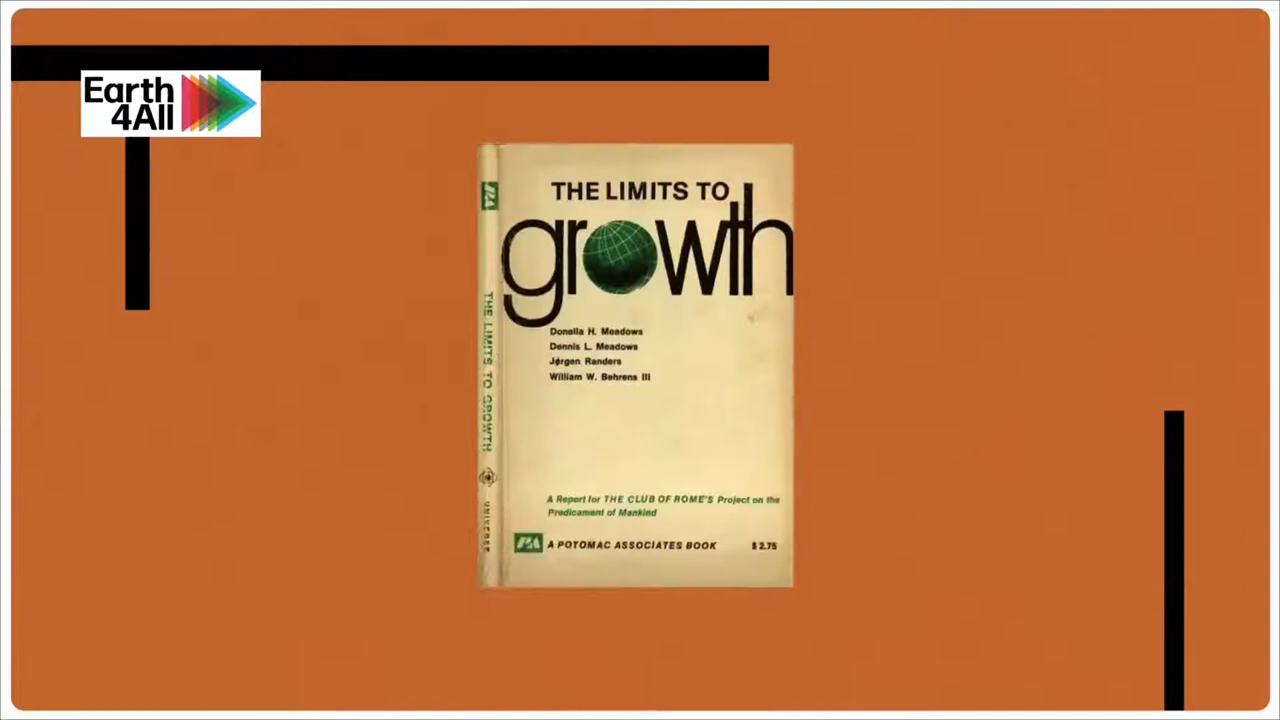 Earth
4All
THE LIMITS TO
growth
Donella H. Meadows
Dennis L. Meadows
Jørgen Randers
William W. Behrens III
A Report for THE CLUB OF ROME'S Project on the
Predicament of Mankind
A POTOMAC ASSOCIATES BOOK $2.75
THE LIMITS TO GROWTH
UNIVERSE